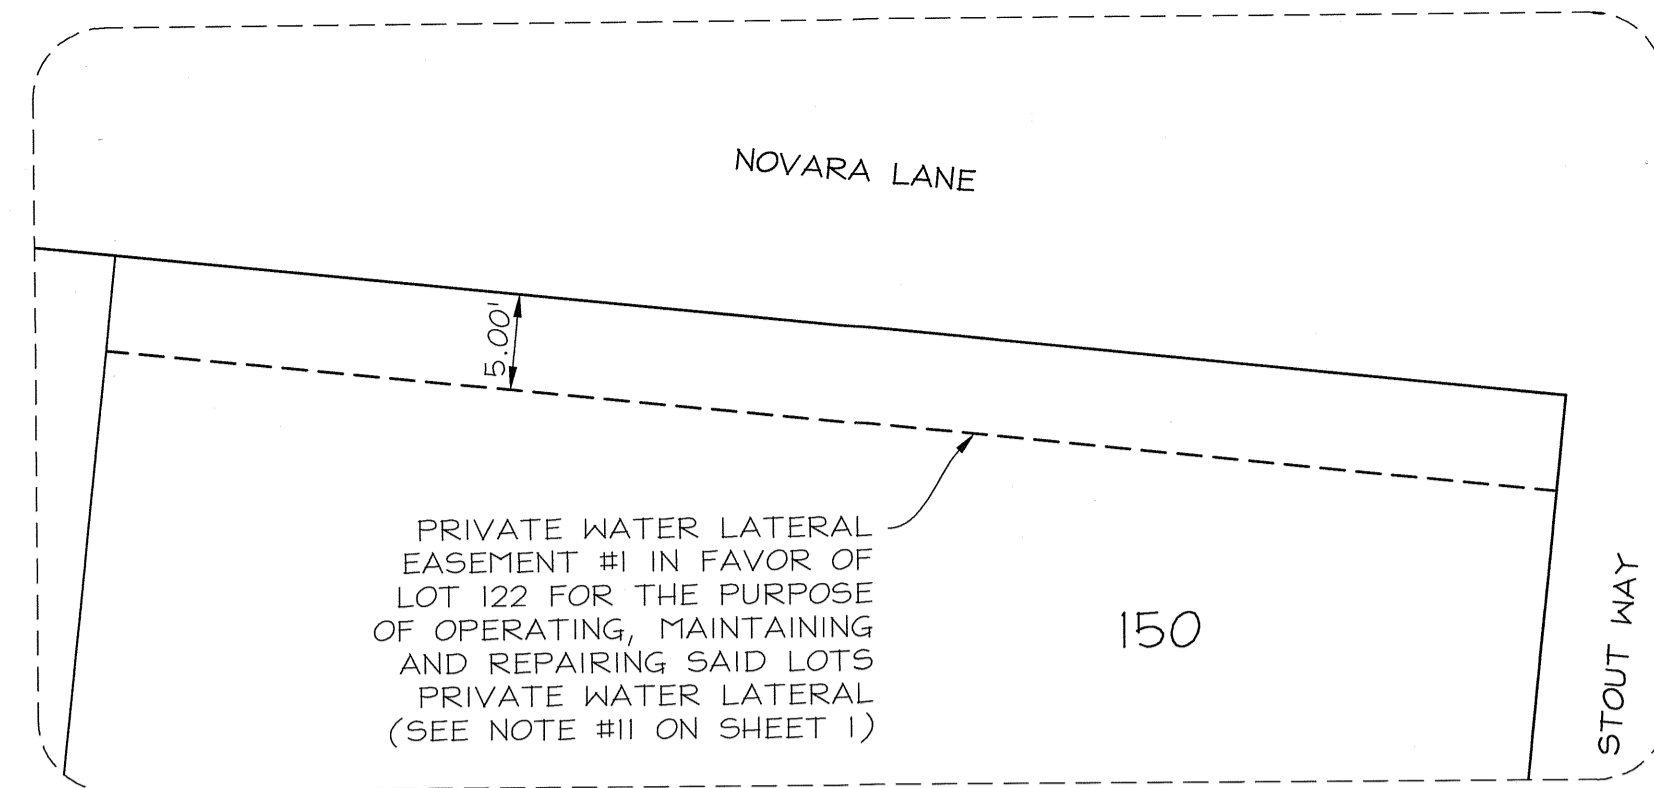 NOVARA LANE
5.00'
PRIVATE WATER LATERAL
EASEMENT #1 IN FAVOR OF
LOT 122 FOR THE PURPOSE
OF OPERATING, MAINTAINING
AND REPAIRING SAID LOTS
PRIVATE WATER LATERAL
(SEE NOTE #11 ON SHEET 1)
150
STOUT WAY